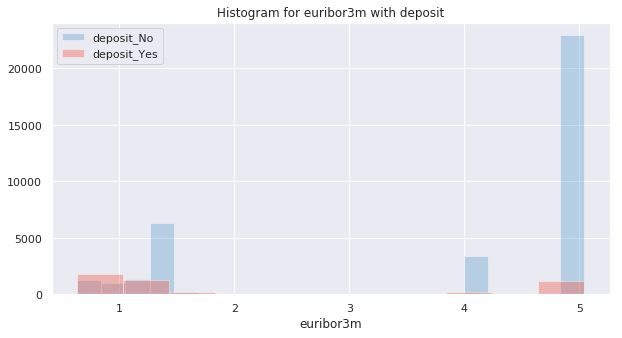 Histogram for euribor3m with deposit
deposit_No
deposit_Yes
20000
15000
10000
5000
0
1 2 3 4 5
euribor3m